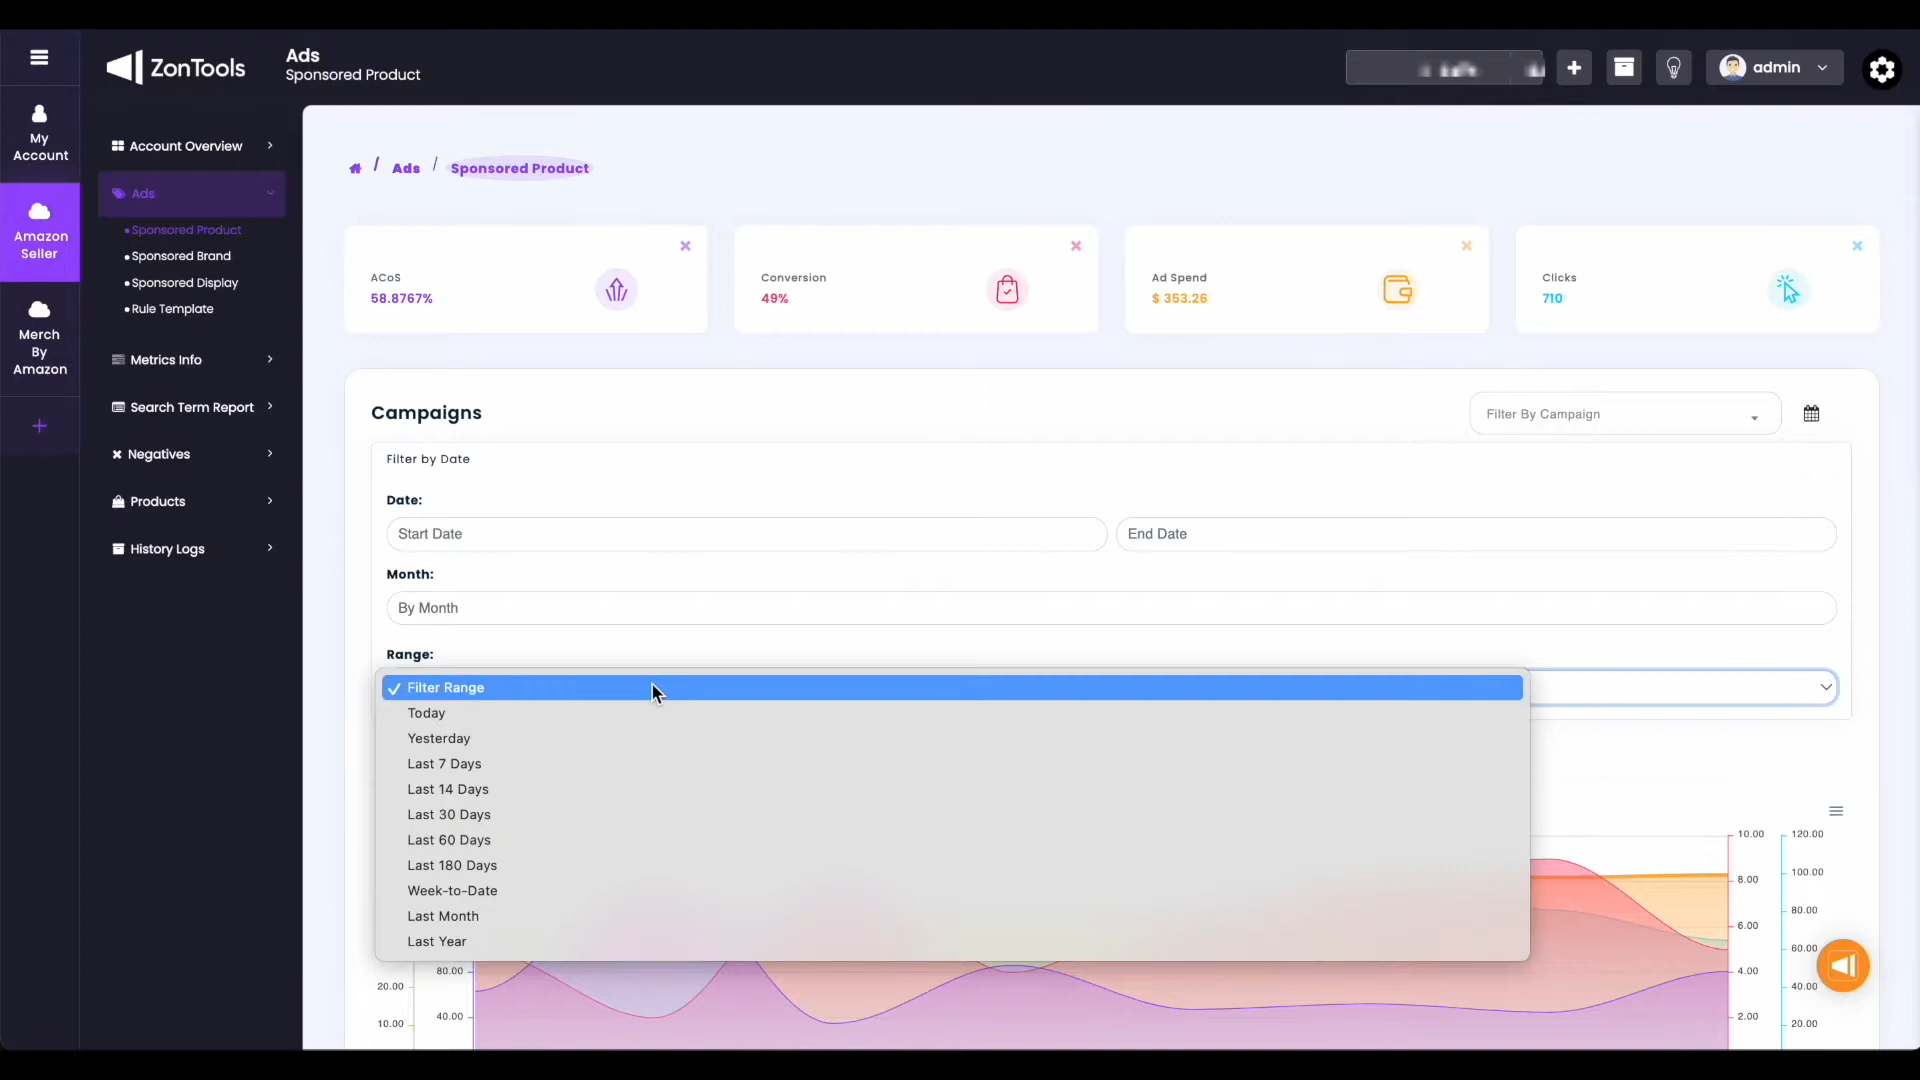 ZonTools
Ads
Sponsored Product
admin
My
Account
Amazon
Seller
Merch
By
Amazon
Account Overview
Ads
Sponsored Product
Sponsored Brand
Sponsored Display
Rule Template
Metrics Info
Search Term Report
Negatives
Products
History Logs
/ Ads / Sponsored Product
ACoS
58.8767%
Conversion
49%
Ad Spend
$ 353.26
Clicks
710
Campaigns
Filter By Campaign
Filter by Date
Date:
Start Date
End Date
Month:
By Month
Range:
Filter Range
Today
Yesterday
Last 7 Days
Last 14 Days
Last 30 Days
Last 60 Days
Last 180 Days
Week-to-Date
Last Month
Last Year
20.00
10.00
80.00
40.00
10.00
8.00
6.00
4.00
2.00
120.00
100.00
80.00
60.00
40.00
20.00